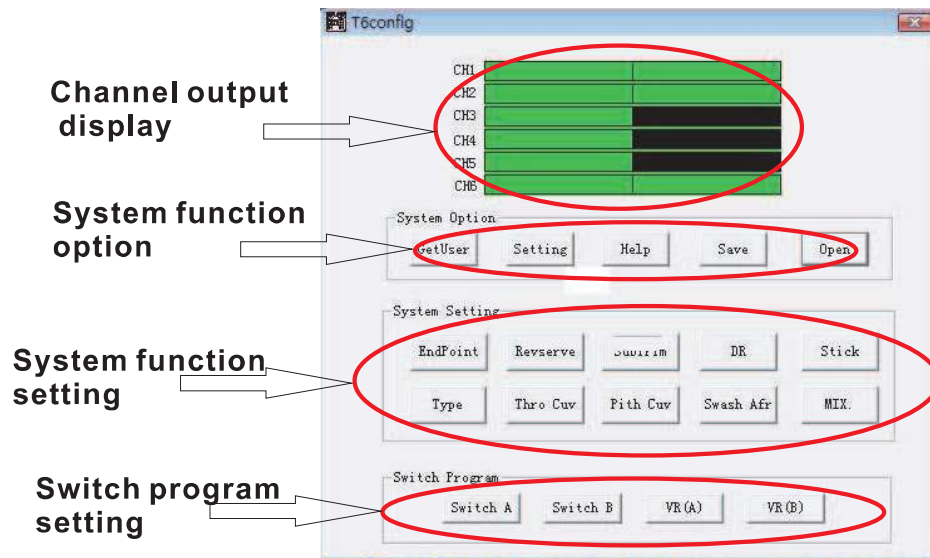 T6config
CH1
CH2
CH3
CH4
CH5
CH6
Channel output
display
System function
option
System Option
GetUser Setting Help Save Open
System function
setting
System Setting
EndPoint Revserve DR Stick
Type Thro Cuv Pith Cuv Swash Afr MIX.
Switch program
setting
Switch Program
Switch A Switch B VR(A) VR(B)